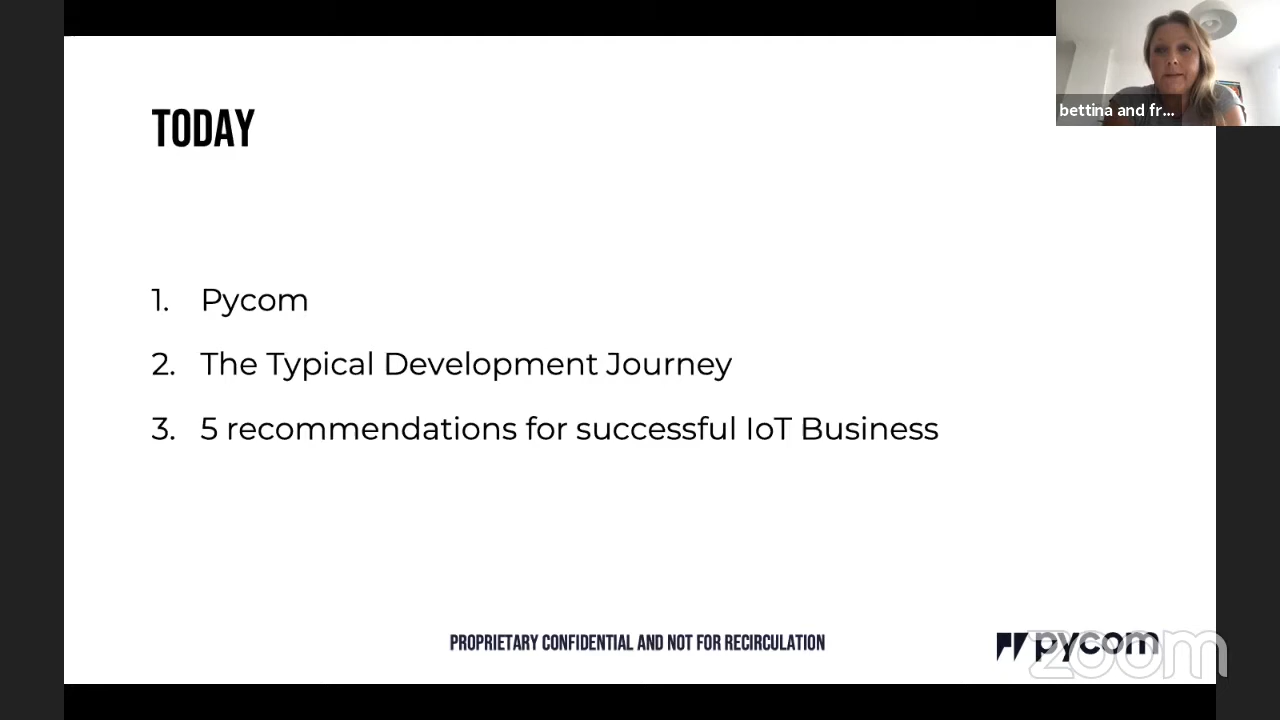 bettina and fr...
TODAY
1. Pycom
2. The Typical Development Journey
3. 5 recommendations for successful IoT Business
PROPRIETARY CONFIDENTIAL AND NOT FOR RECIRCULATION
pycom
zoom